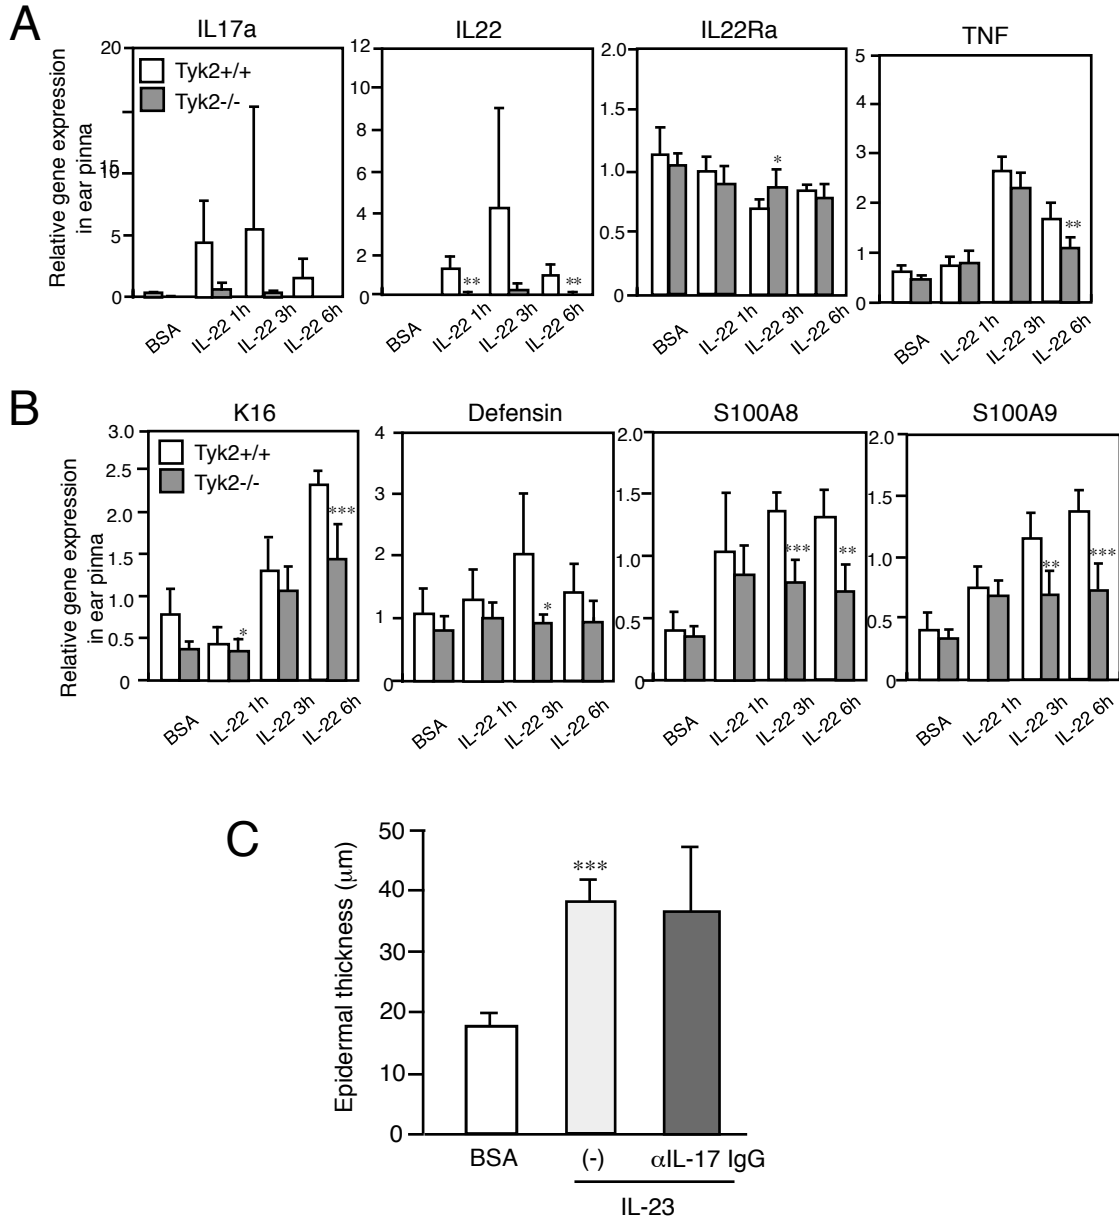 A
IL17a
IL22
IL22Ra
TNF
Relative gene expression
in ear pinna
20
15
10
5
0
Tyk2+/+
Tyk2-/-
12
10
8
6
4
2
0
** **
2.0
1.5
1.0
0.5
0
*
5
4
3
2
1
0
**
BSA IL-22 1h IL-22 3h IL-22 6h
BSA IL-22 1h IL-22 3h IL-22 6h
BSA IL-22 1h IL-22 3h IL-22 6h
BSA IL-22 1h IL-22 3h IL-22 6h
B
K16
Defensin
S100A8
S100A9
Relative gene expression
in ear pinna
3.0
2.5
2.0
1.5
1.0
0.5
0
Tyk2+/+
Tyk2-/-
* ***
4
3
2
1
0
*
2.0
1.5
1.0
0.5
0
*** **
2.0
1.5
1.0
0.5
0
** ***
BSA IL-22 1h IL-22 3h IL-22 6h
BSA IL-22 1h IL-22 3h IL-22 6h
BSA IL-22 1h IL-22 3h IL-22 6h
BSA IL-22 1h IL-22 3h IL-22 6h
C
Epidermal thickness (μm)
50
40
30
20
10
0
***
BSA (-) αIL-17 IgG
IL-23